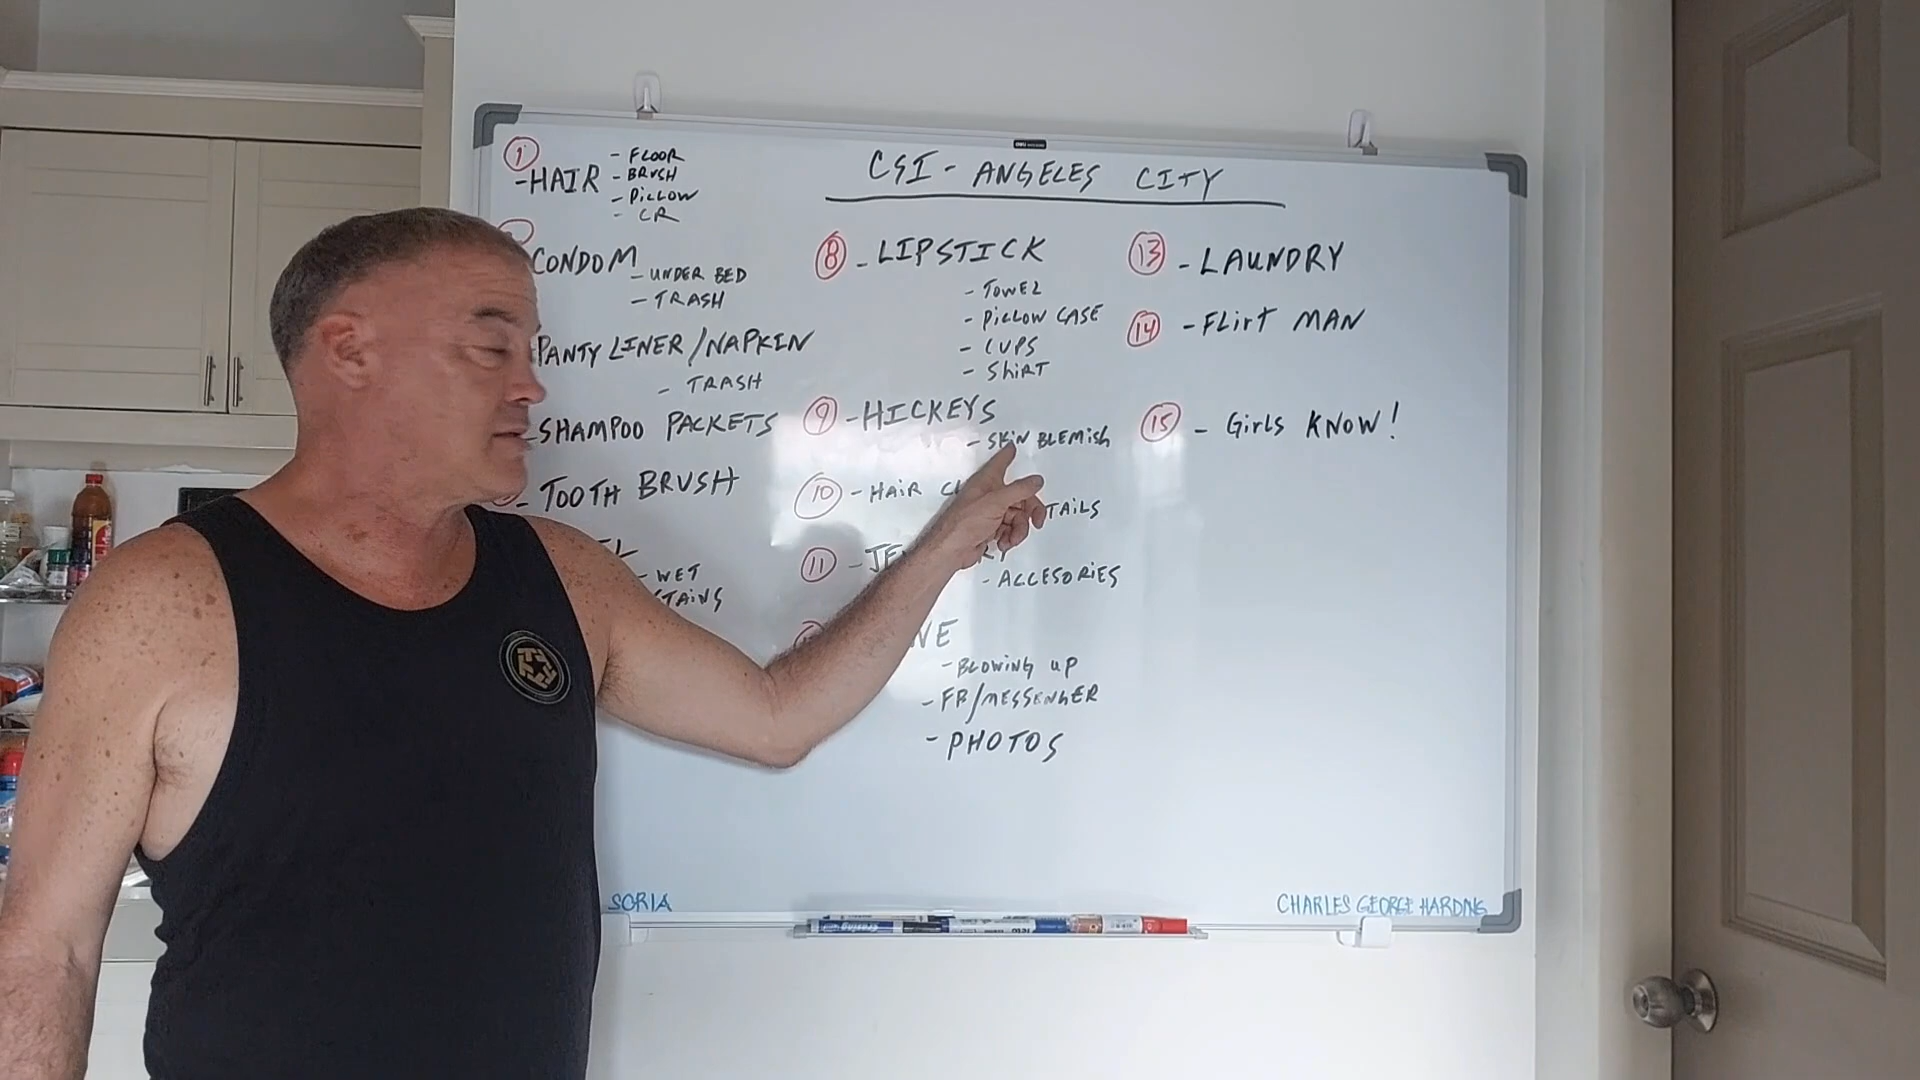 CSI - ANGELES CITY
1
- HAIR
- FLOOR
- BRUSH
- PILLOW
- CR
CONDOM
- UNDER BED
- TRASH
PANTY LINER/NAPKIN
- TRASH
- SHAMPOO PACKETS
- TOOTH BRUSH
- WET
STAINS
8 - LIPSTICK
- TOWEL
- PILLOW CASE
- CUPS
- SHIRT
9 - HICKEYS
- SKIN BLEMISH
10 - HAIR
TAILS
11
- ACCESORIES
- BLOWING UP
- FB/MESSENGER
- PHOTOS
13 - LAUNDRY
14 - FLIRT MAN
15 - GIRLS KNOW!
SORIA
CHARLES GEORGE HARDING